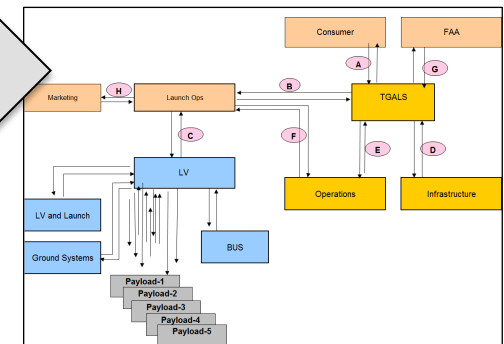 Consumer
FAA
A
G
Marketing
H
Launch Ops
B
TGALS
C
F
E
D
LV
Operations
Infrastructure
LV and Launch
Ground Systems
BUS
Payload-1
Payload-2
Payload-3
Payload-4
Payload-5